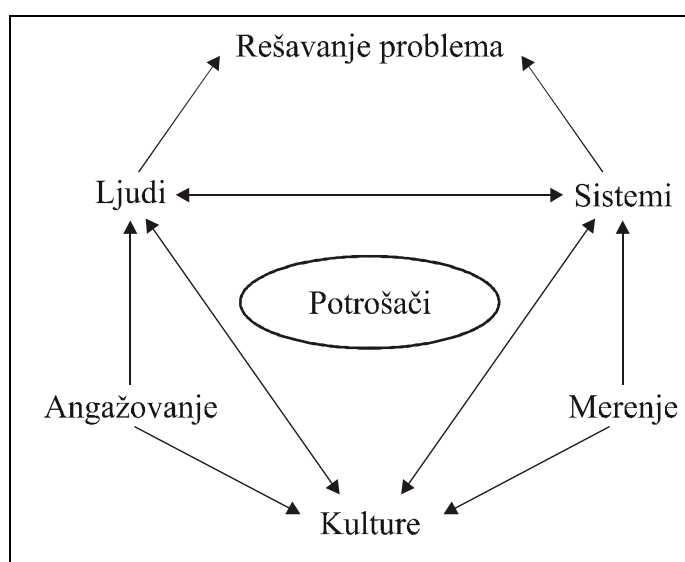 Rešavanje problema
Ljudi
Sistemi
Potrošači
Angažovanje
Merenje
Kulture